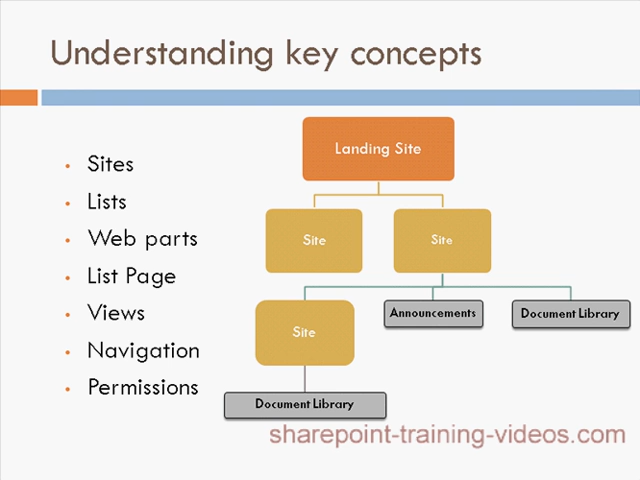 Understanding key concepts
Sites
Lists
Web parts
List Page
Views
Navigation
Permissions
Landing Site
Site
Site
Site
Announcements
Document Library
Document Library
sharepoint-training-videos.com